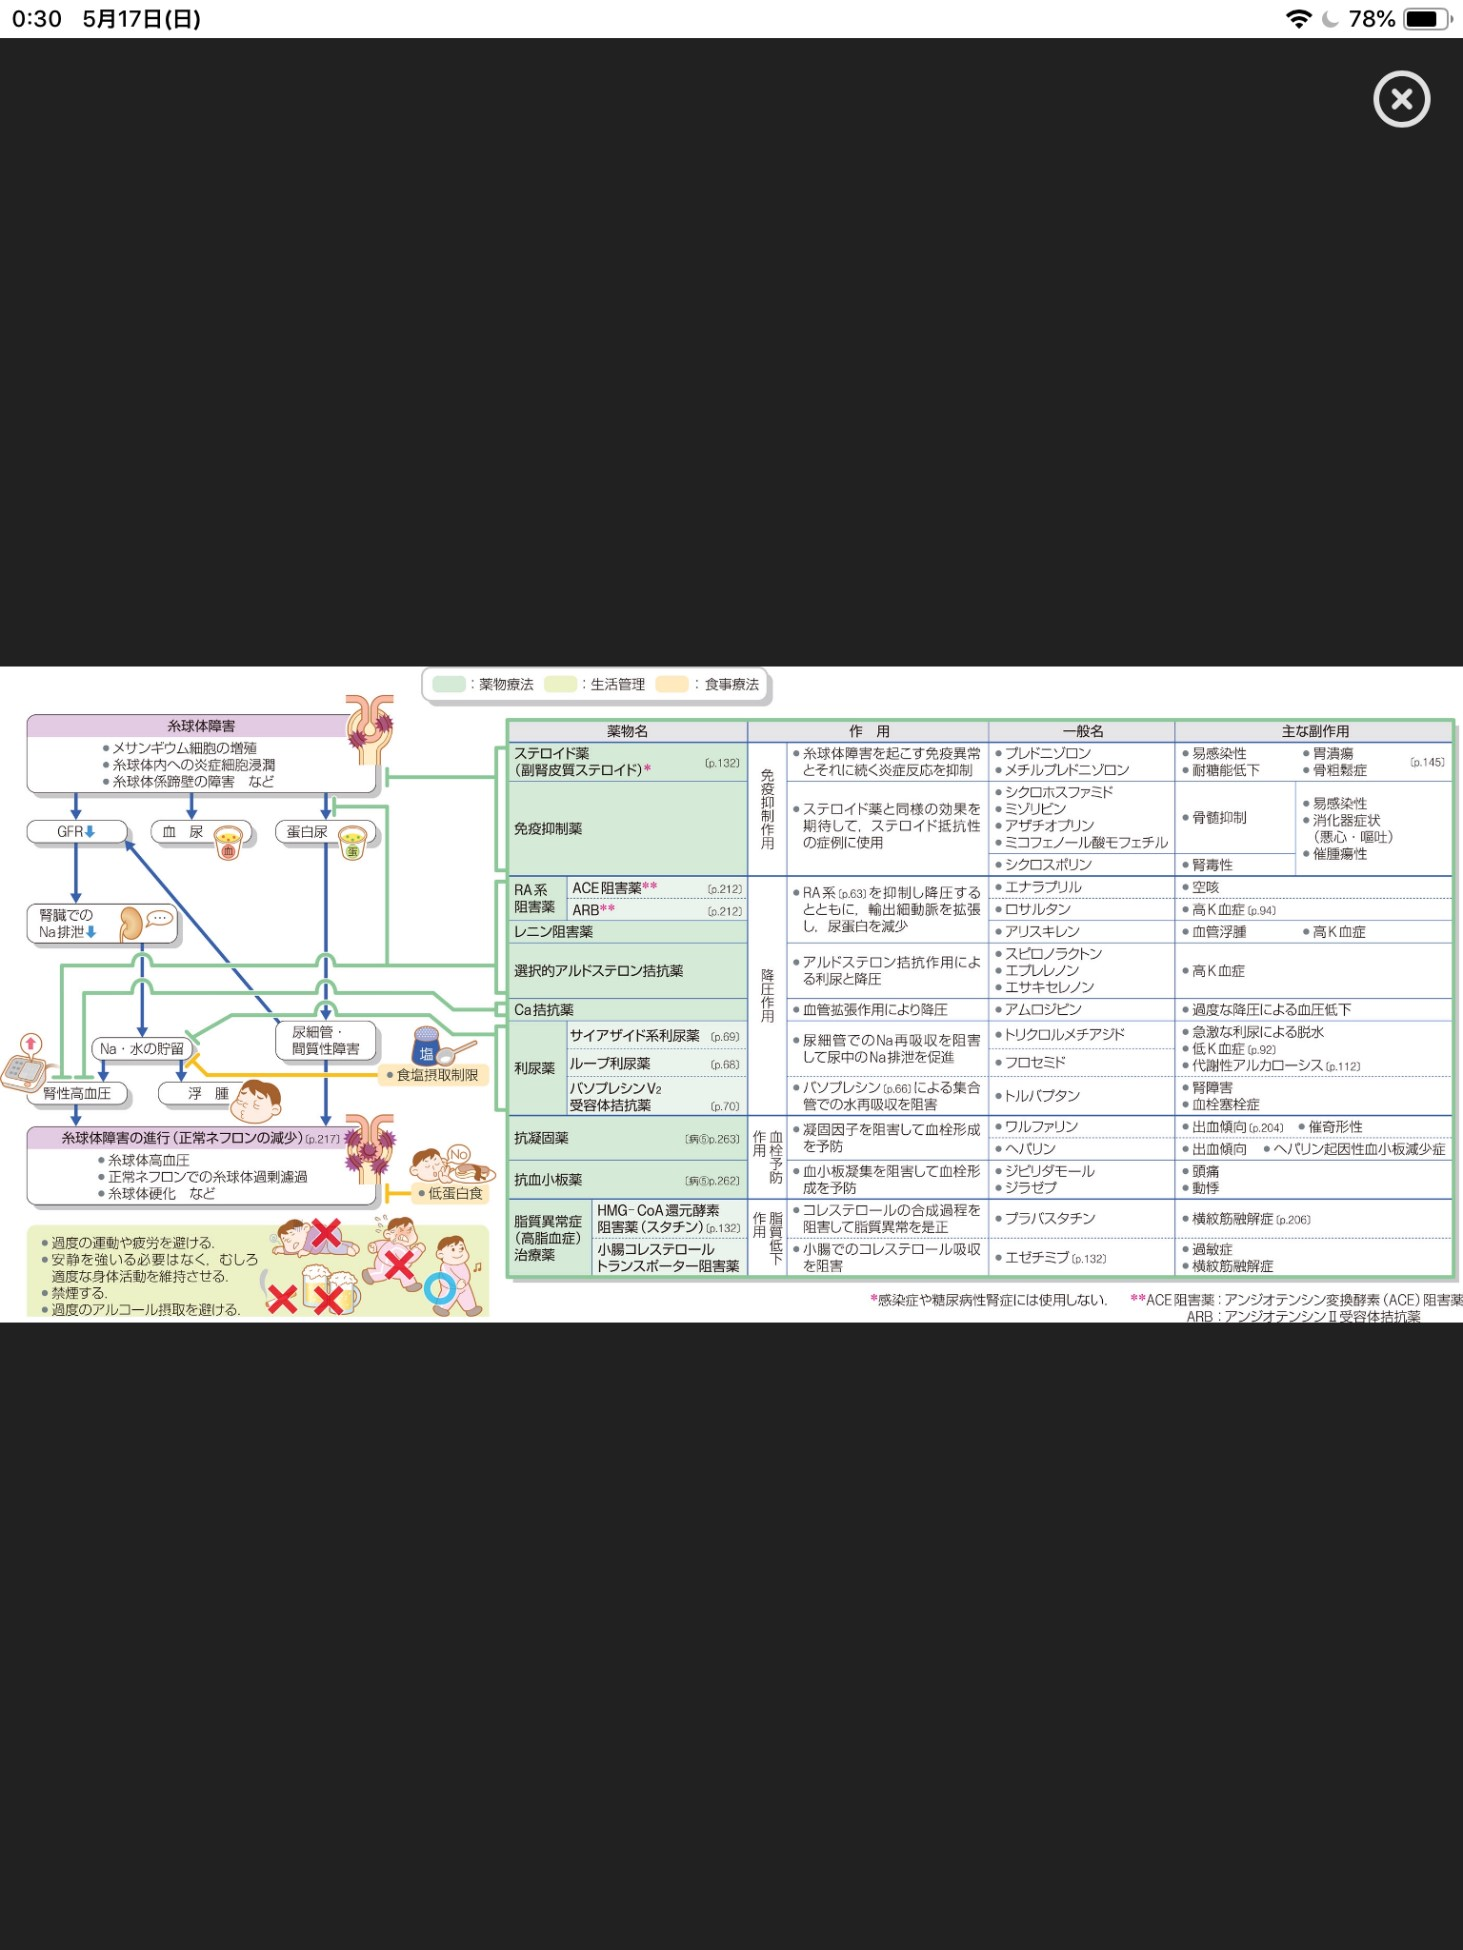 0:30 5月17日(日)
78%
：薬物療法 ：生活管理 ：食事療法
糸球体障害
●メサンギウム細胞の増殖
●糸球体内への炎症細胞浸潤
●糸球体係蹄壁の障害 など
GFR
血 尿
血
蛋白尿
蛋
腎臓での
Na排泄
…
Na・水の貯留
尿細管・
間質性障害
塩
●食塩摂取制限
腎性高血圧
浮 腫
糸球体障害の進行(正常ネフロンの減少)〔p.217〕
●糸球体高血圧
●正常ネフロンでの糸球体過剰濾過
●糸球体硬化 など
No
●低蛋白食
●過度の運動や疲労を避ける.
●安静を強いる必要はなく，むしろ
適度な身体活動を維持させる.
●禁煙する.
●過度のアルコール摂取を避ける.
薬物名 作 用 一般名 主な副作用
ステロイド薬
(副腎皮質ステロイド)* 〔p.132〕
免疫抑制作用
●糸球体障害を起こす免疫異常
とそれに続く炎症反応を抑制
●プレドニゾロン
●メチルプレドニゾロン
●易感染性 ●胃潰瘍
●耐糖能低下 ●骨粗鬆症 〔p.145〕
免疫抑制薬
●ステロイド薬と同様の効果を
期待して，ステロイド抵抗性
の症例に使用
●シクロホスファミド
●ミゾリビン
●アザチオプリン
●ミコフェノール酸モフェチル
●シクロスポリン
●骨髄抑制
●腎毒性
●易感染性
●消化器症状
(悪心・嘔吐)
●催腫瘍性
RA系
阻害薬
ACE阻害薬** 〔p.212〕
ARB** 〔p.212〕
レニン阻害薬
降圧作用
●RA系〔p.63〕を抑制し降圧する
とともに，輸出細動脈を拡張
し，尿蛋白を減少
●エナラプリル
●ロサルタン
●アリスキレン
●空咳
●高K血症〔p.94〕
●血管浮腫 ●高K血症
選択的アルドステロン拮抗薬
●アルドステロン拮抗作用によ
る利尿と降圧
●スピロノラクトン
●エプレレノン
●エサキセレノン
●高K血症
Ca拮抗薬
●血管拡張作用により降圧
●アムロジピン
●過度な降圧による血圧低下
利尿薬
サイアザイド系利尿薬 〔p.69〕
ループ利尿薬 〔p.68〕
●尿細管でのNa再吸収を阻害
して尿中のNa排泄を促進
●トリクロルメチアジド
●フロセミド
●急激な利尿による脱水
●低K血症〔p.92〕
●代謝性アルカローシス〔p.112〕
バソプレシンV2
受容体拮抗薬 〔p.70〕
●バソプレシン〔p.66〕による集合
管での水再吸収を阻害
●トルバプタン
●腎障害
●血栓塞栓症
抗凝固薬 〔病⑤p.263〕
血栓予防作用
●凝固因子を阻害して血栓形成
を予防
●ワルファリン
●ヘパリン
●出血傾向〔p.204〕 ●催奇形性
●出血傾向 ●ヘパリン起因性血小板減少症
抗血小板薬 〔病⑤p.262〕
●血小板凝集を阻害して血栓形
成を予防
●ジピリダモール
●ジラゼプ
●頭痛
●動悸
脂質異常症
(高脂血症)
治療薬
HMG-CoA還元酵素
阻害薬(スタチン)〔p.132〕
脂質低下作用
●コレステロールの合成過程を
阻害して脂質異常を是正
●プラバスタチン
●横紋筋融解症〔p.206〕
小腸コレステロール
トランスポーター阻害薬
●小腸でのコレステロール吸収
を阻害
●エゼチミブ〔p.132〕
●過敏症
●横紋筋融解症
*感染症や糖尿病性腎症には使用しない. **ACE阻害薬：アンジオテンシン変換酵素(ACE)阻害薬
ARB：アンジオテンシンⅡ受容体拮抗薬